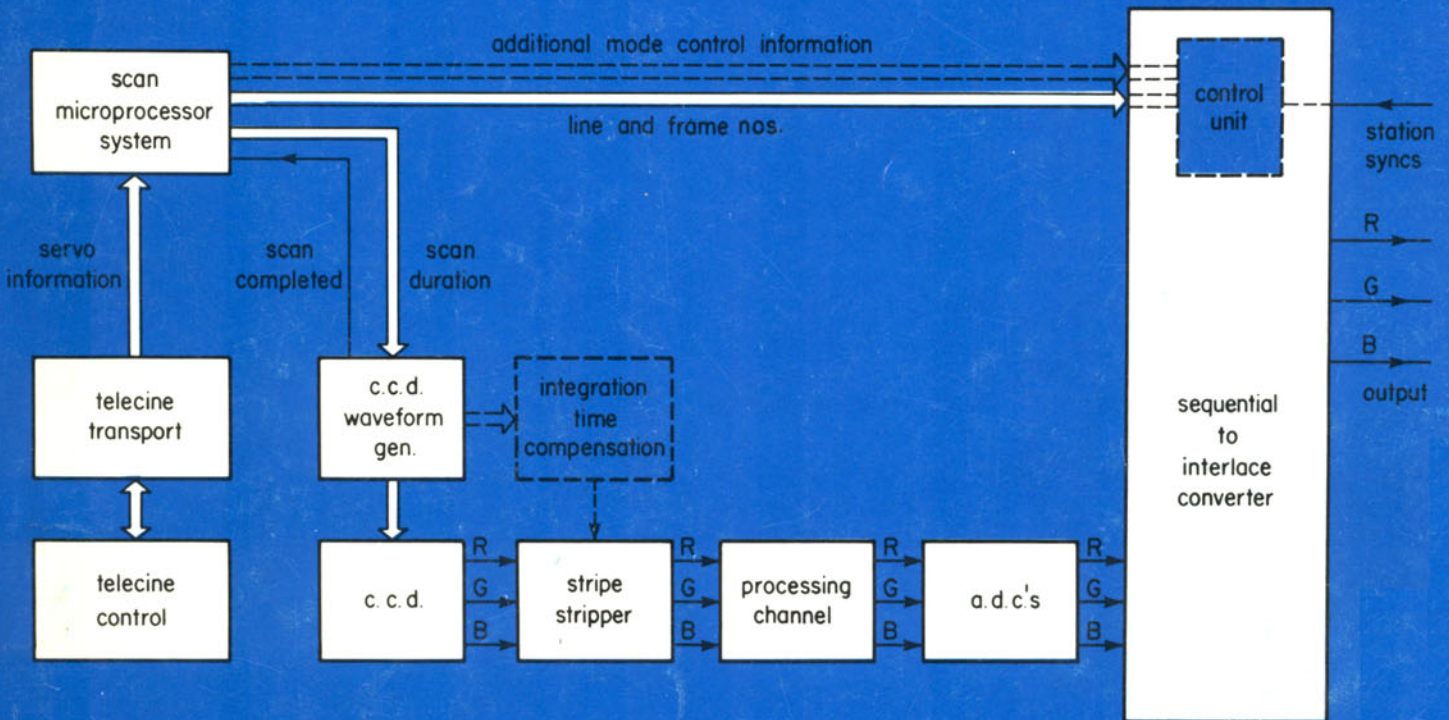 additional mode control information
scan
microprocessor
system
control
unit
line and frame nos.
station
syncs
servo
information
scan
completed
scan
duration
R
G
B
output
telecine
transport
c.c.d.
waveform
gen.
integration
time
compensation
sequential
to
interlace
converter
telecine
control
c.c.d.
R
G
B
stripe
stripper
R
G
B
processing
channel
R
G
B
a.d.c.'s
R
G
B